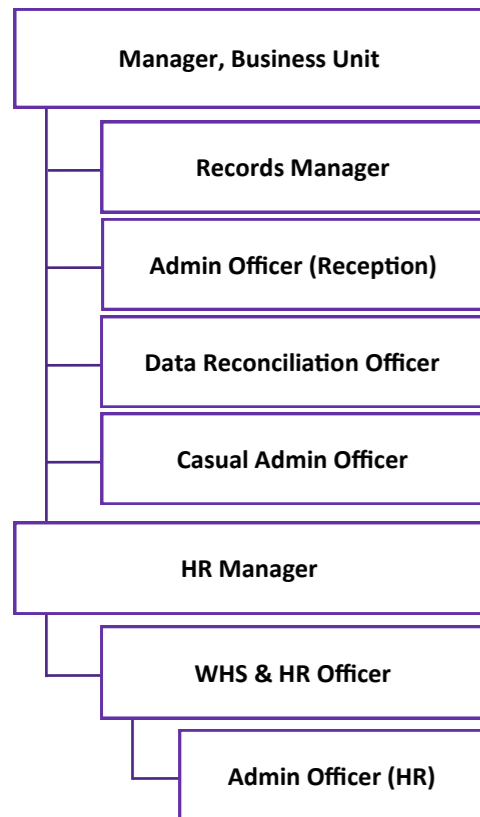 Manager, Business Unit
Records Manager
Admin Officer (Reception)
Data Reconciliation Officer
Casual Admin Officer
HR Manager
WHS & HR Officer
Admin Officer (HR)